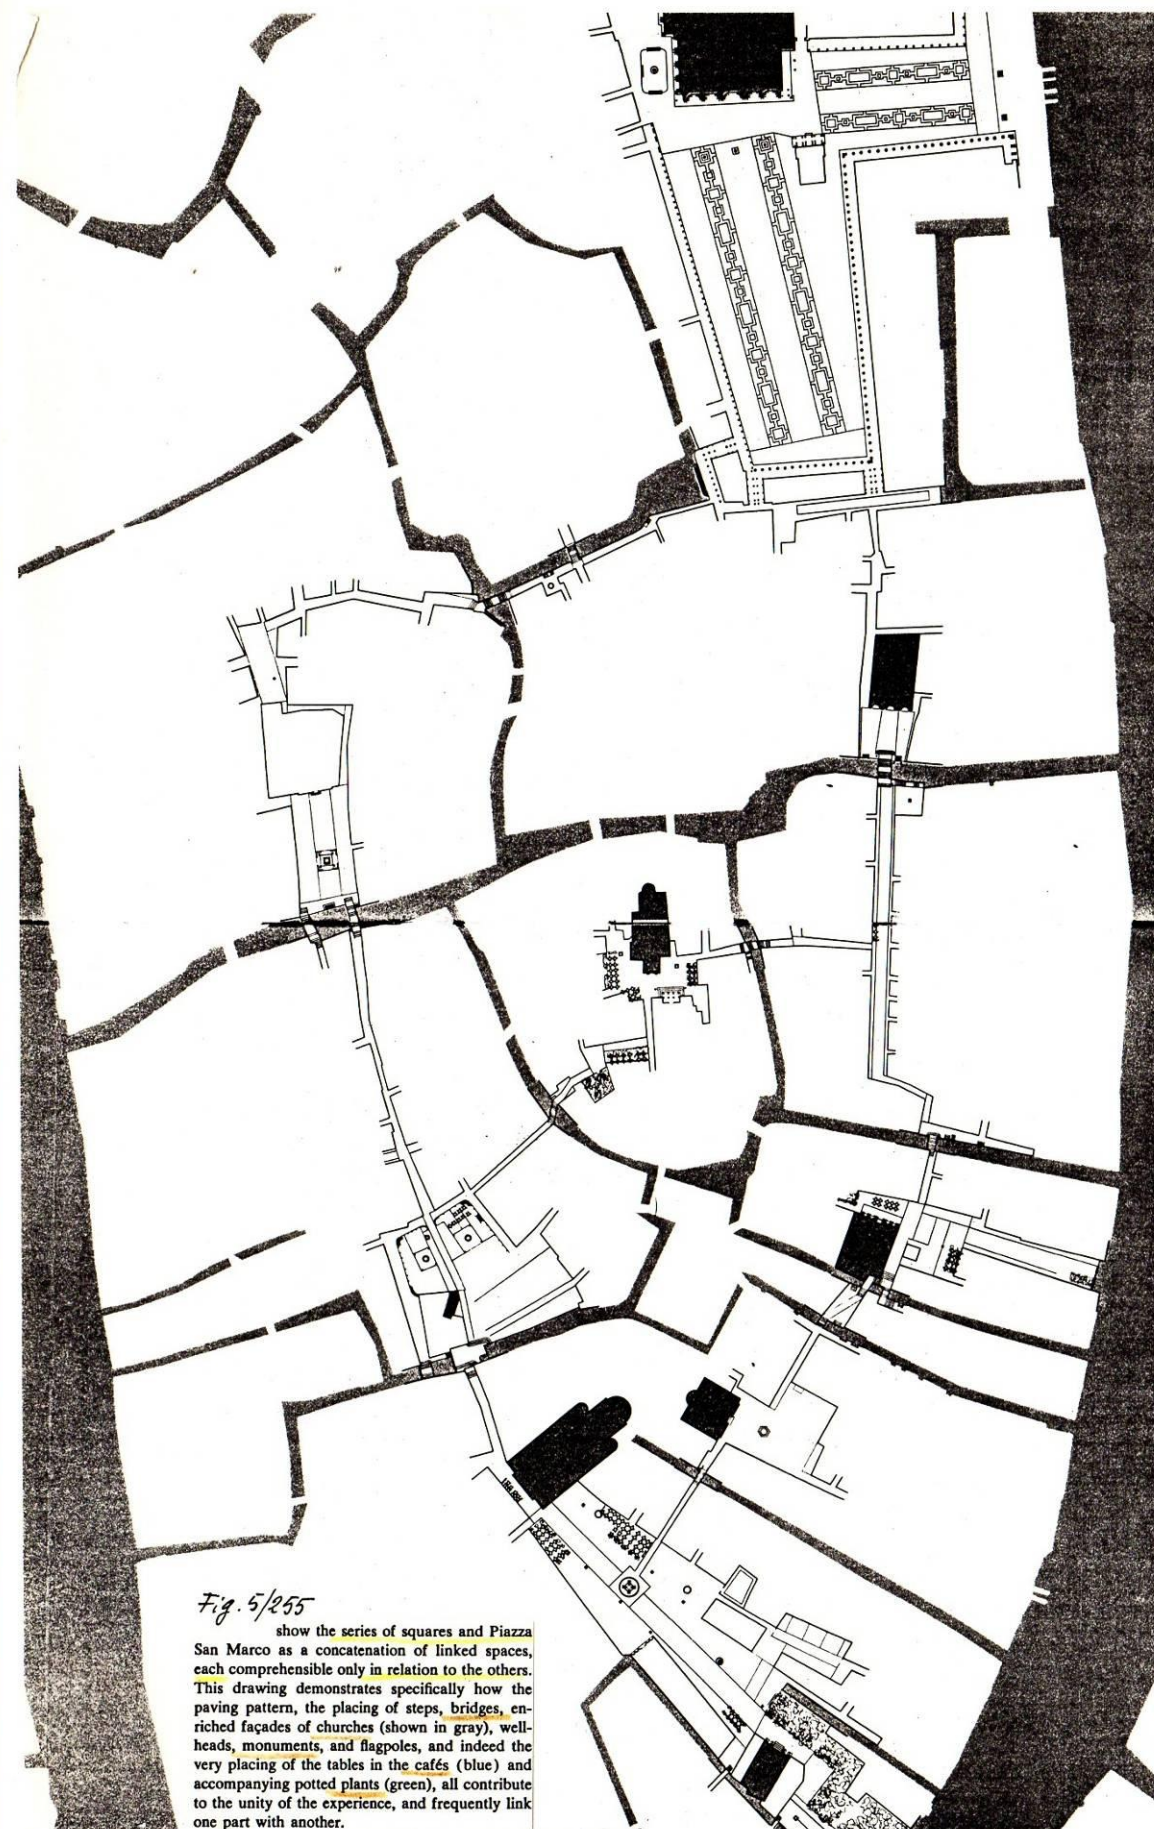 Fig. 5/255
show the series of squares and Piazza
San Marco as a concatenation of linked spaces,
each comprehensible only in relation to the others.
This drawing demonstrates specifically how the
paving pattern, the placing of steps, bridges, en-
riched façades of churches (shown in gray), well-
heads, monuments, and flagpoles, and indeed the
very placing of the tables in the cafés (blue) and
accompanying potted plants (green), all contribute
to the unity of the experience, and frequently link
one part with another.